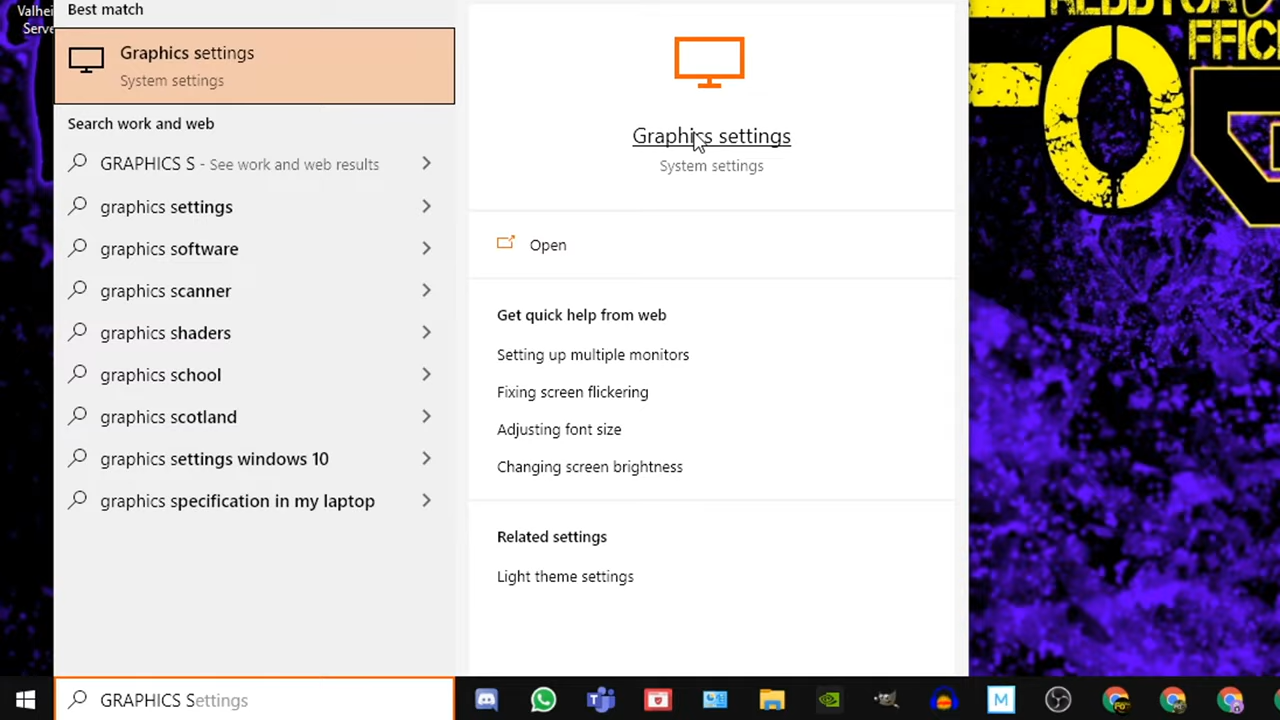 Valhei
Serve
Best match
Graphics settings
System settings
Search work and web
GRAPHICS S - See work and web results
graphics settings
graphics software
graphics scanner
graphics shaders
graphics school
graphics scotland
graphics settings windows 10
graphics specification in my laptop
GRAPHICS Settings
Graphics settings
System settings
Open
Get quick help from web
Setting up multiple monitors
Fixing screen flickering
Adjusting font size
Changing screen brightness
Related settings
Light theme settings
M